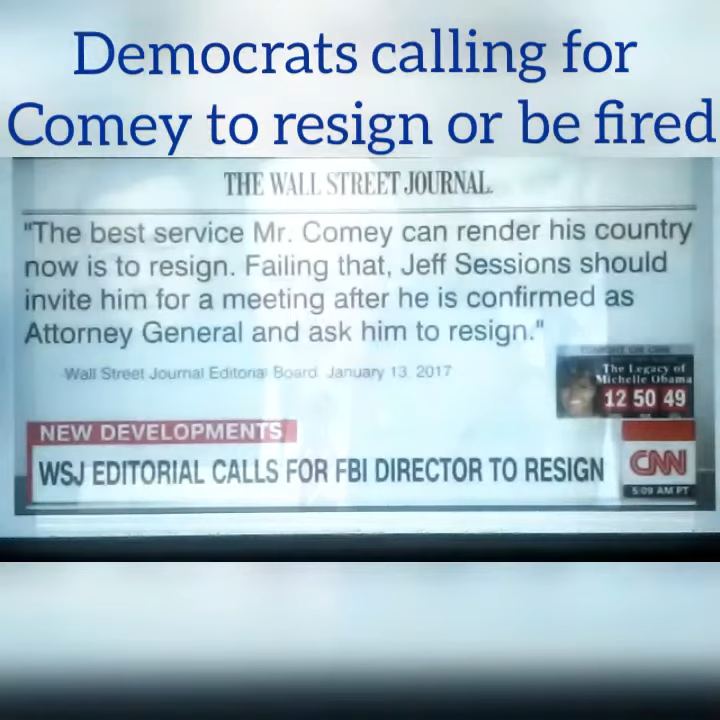 Democrats calling for
Comey to resign or be fired
THE WALL STREET JOURNAL.
"The best service Mr. Comey can render his country
now is to resign. Failing that, Jeff Sessions should
invite him for a meeting after he is confirmed as
Attorney General and ask him to resign."
-Wall Street Journal Editorial Board January 13, 2017
The Legacy of
Michelle Obama
12 50 49
NEW DEVELOPMENTS
WSJ EDITORIAL CALLS FOR FBI DIRECTOR TO RESIGN
CNN
5:09 AM PT